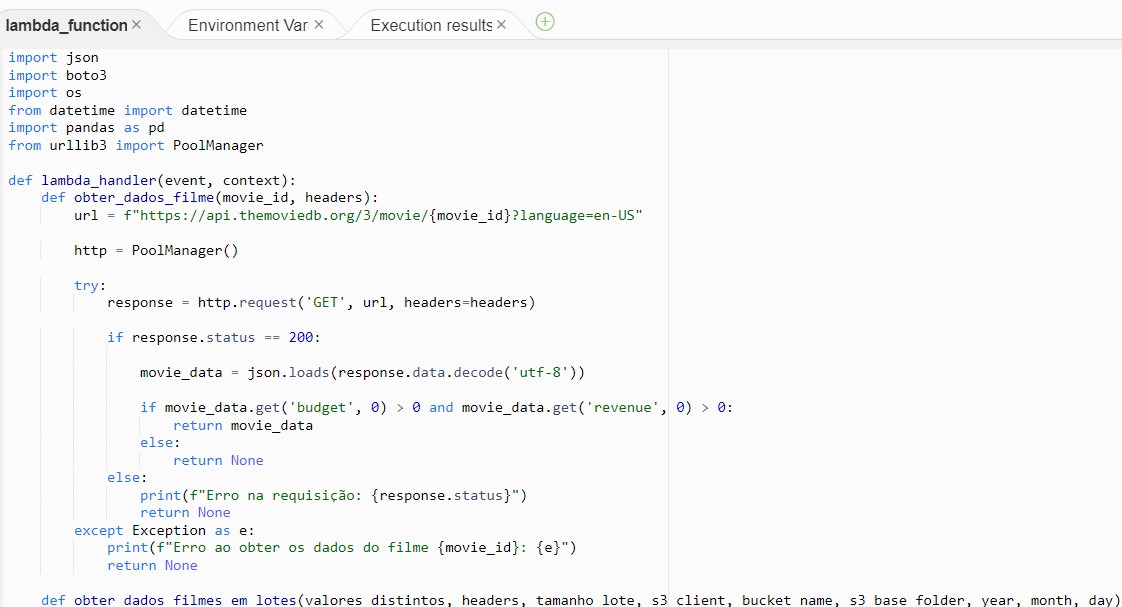 lambda_function × Environment Var × Execution results ×
import json
import boto3
import os
from datetime import datetime
import pandas as pd
from urllib3 import PoolManager
def lambda_handler(event, context):
    def obter_dados_filme(movie_id, headers):
        url = f"https://api.themoviedb.org/3/movie/{movie_id}?language=en-US"
        http = PoolManager()
        try:
            response = http.request('GET', url, headers=headers)
            if response.status == 200:
                movie_data = json.loads(response.data.decode('utf-8'))
                if movie_data.get('budget', 0) > 0 and movie_data.get('revenue', 0) > 0:
                    return movie_data
                else:
                    return None
            else:
                print(f"Erro na requisição: {response.status}")
                return None
        except Exception as e:
            print(f"Erro ao obter os dados do filme {movie_id}: {e}")
            return None
    def obter_dados_filmes_em_lotes(valores_distintos, headers, tamanho_lote, s3_client, bucket_name, s3_base_folder, year, month, day)